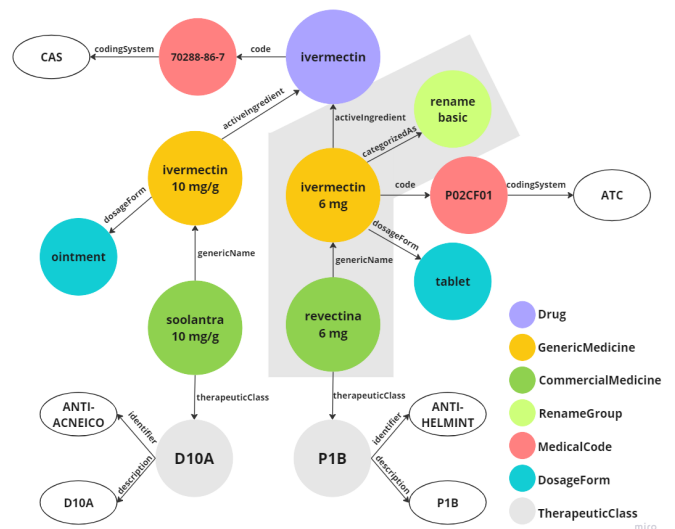 CAS
codingSystem
70288-86-7
code
ivermectin
activeIngredient
activeIngredient
rename
basic
categorizedAs
ivermectin
10 mg/g
ivermectin
6 mg
code
P02CF01
codingSystem
ATC
dosageForm
dosageForm
ointment
genericName
genericName
tablet
soolantra
10 mg/g
revectina
6 mg
therapeuticClass
therapeuticClass
ANTI-
ACNEICO
identifier
D10A
description
D10A
P1B
identifier
ANTI-
HELMINT
description
P1B
Drug
GenericMedicine
CommercialMedicine
RenameGroup
MedicalCode
DosageForm
TherapeuticClass
miro